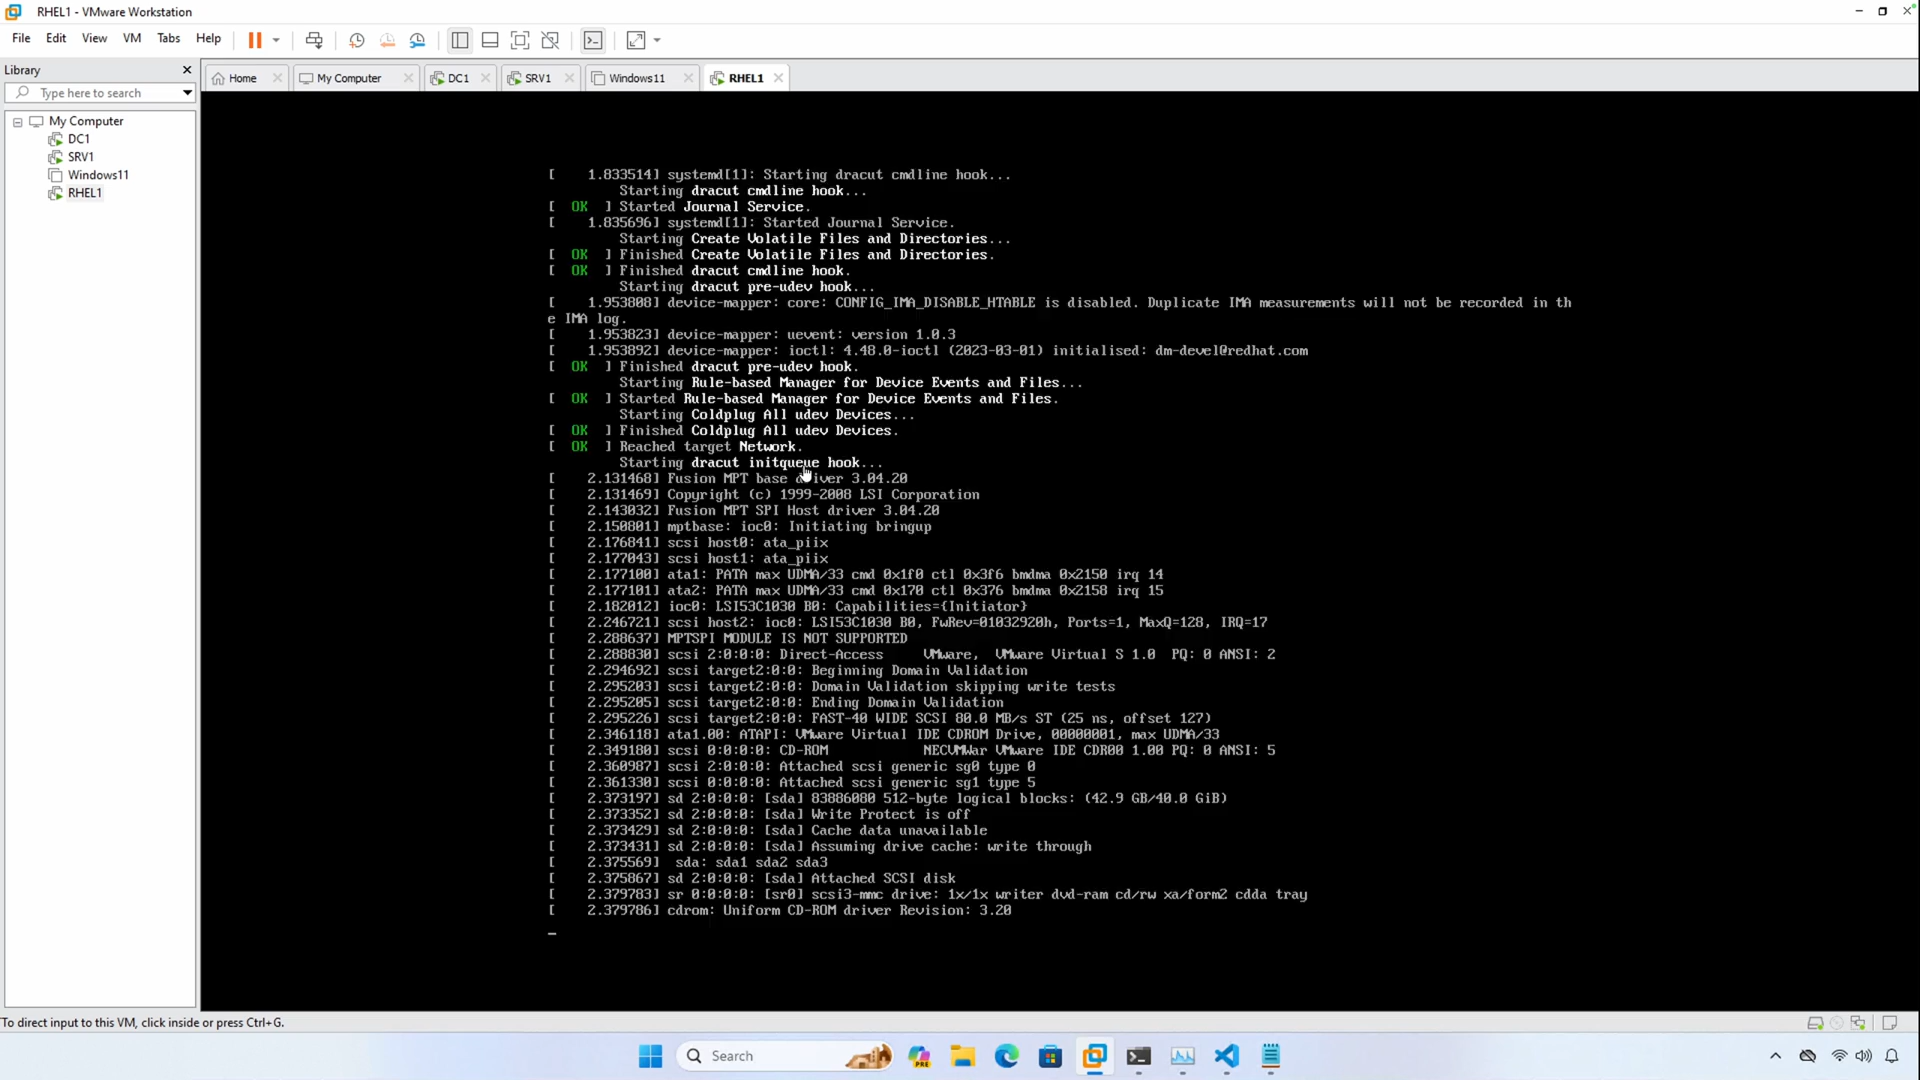 RHEL1 - VMware Workstation
File Edit View VM Tabs Help
Library
Type here to search
My Computer
DC1
SRV1
Windows11
RHEL1
Home
My Computer
DC1
SRV1
Windows11
RHEL1
[ 1.833514] systemd[1]: Starting dracut cmdline hook...
Starting dracut cmdline hook...
[ OK ] Started Journal Service.
[ 1.835696] systemd[1]: Started Journal Service.
Starting Create Volatile Files and Directories...
[ OK ] Finished Create Volatile Files and Directories.
[ OK ] Finished dracut cmdline hook.
Starting dracut pre-udev hook...
[ 1.953808] device-mapper: core: CONFIG_IMA_DISABLE_HTABLE is disabled. Duplicate IMA measurements will not be recorded in th
e IMA log.
[ 1.953823] device-mapper: uevent: version 1.0.3
[ 1.953892] device-mapper: ioctl: 4.48.0-ioctl (2023-03-01) initialised: dm-devel@redhat.com
[ OK ] Finished dracut pre-udev hook.
Starting Rule-based Manager for Device Events and Files...
[ OK ] Started Rule-based Manager for Device Events and Files.
Starting Coldplug All udev Devices...
[ OK ] Finished Coldplug All udev Devices.
[ OK ] Reached target Network.
Starting dracut initqueue hook...
[ 2.131468] Fusion MPT base driver 3.04.20
[ 2.131469] Copyright (c) 1999-2008 LSI Corporation
[ 2.143032] Fusion MPT SPI Host driver 3.04.20
[ 2.150801] mptbase: ioc0: Initiating bringup
[ 2.176841] scsi host0: ata_piix
[ 2.177043] scsi host1: ata_piix
[ 2.177100] ata1: PATA max UDMA/33 cmd 0x1f0 ctl 0x3f6 bmdma 0x2150 irq 14
[ 2.177101] ata2: PATA max UDMA/33 cmd 0x170 ctl 0x376 bmdma 0x2158 irq 15
[ 2.182012] ioc0: LSI53C1030 B0: Capabilities={Initiator}
[ 2.246721] scsi host2: ioc0: LSI53C1030 B0, FwRev=01032920h, Ports=1, MaxQ=128, IRQ=17
[ 2.288637] MPTSPI MODULE IS NOT SUPPORTED
[ 2.288830] scsi 2:0:0:0: Direct-Access VMware, VMware Virtual S 1.0 PQ: 0 ANSI: 2
[ 2.294692] scsi target2:0:0: Beginning Domain Validation
[ 2.295203] scsi target2:0:0: Domain Validation skipping write tests
[ 2.295205] scsi target2:0:0: Ending Domain Validation
[ 2.295226] scsi target2:0:0: FAST-40 WIDE SCSI 80.0 MB/s ST (25 ns, offset 127)
[ 2.346118] ata1.00: ATAPI: VMware Virtual IDE CDROM Drive, 00000001, max UDMA/33
[ 2.349180] scsi 0:0:0:0: CD-ROM NECVMWar VMware IDE CDR00 1.00 PQ: 0 ANSI: 5
[ 2.360987] scsi 2:0:0:0: Attached scsi generic sg0 type 0
[ 2.361330] scsi 0:0:0:0: Attached scsi generic sg1 type 5
[ 2.373197] sd 2:0:0:0: [sda] 83886080 512-byte logical blocks: (42.9 GB/40.0 GiB)
[ 2.373352] sd 2:0:0:0: [sda] Write Protect is off
[ 2.373429] sd 2:0:0:0: [sda] Cache data unavailable
[ 2.373431] sd 2:0:0:0: [sda] Assuming drive cache: write through
[ 2.375569] sda: sda1 sda2 sda3
[ 2.375867] sd 2:0:0:0: [sda] Attached SCSI disk
[ 2.379783] sr 0:0:0:0: [sr0] scsi3-mmc drive: 1x/1x writer dvd-ram cd/rw xa/form2 cdda tray
[ 2.379786] cdrom: Uniform CD-ROM driver Revision: 3.20
_
To direct input to this VM, click inside or press Ctrl+G.
Search
PRE